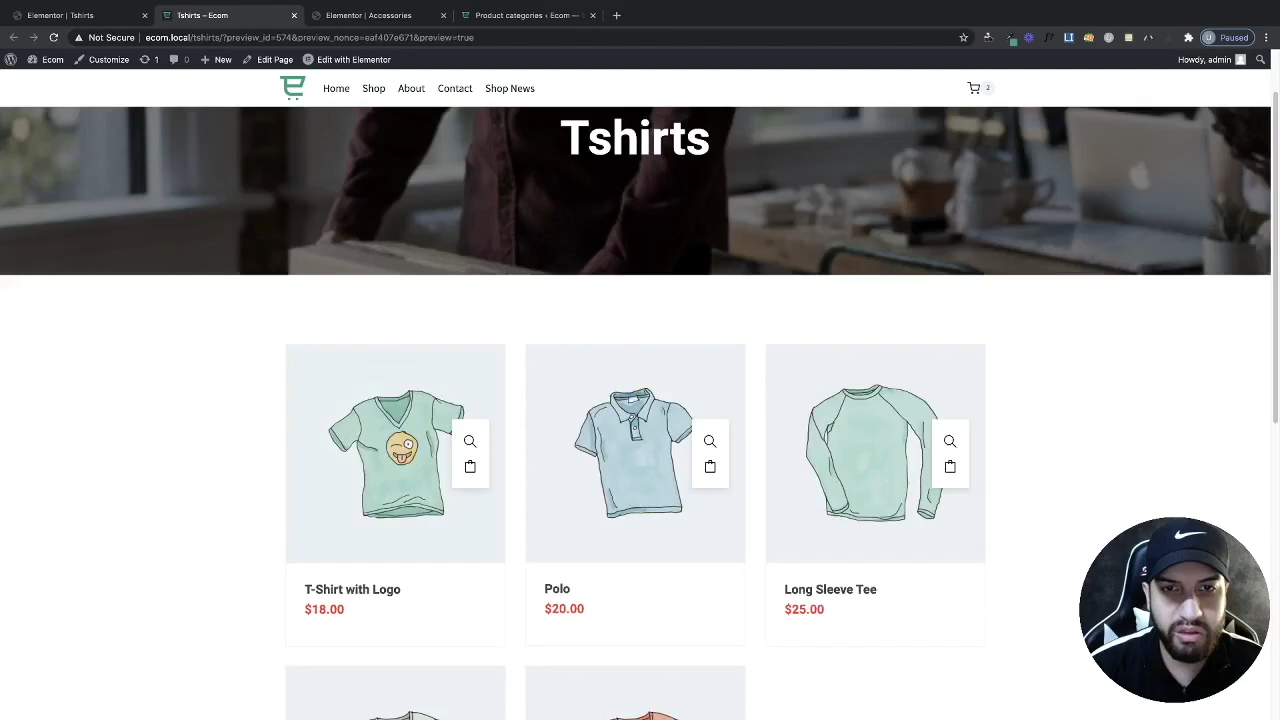 Elementor | Tshirts
Tshirts – Ecom
Elementor | Accessories
Product categories ‹ Ecom —
Not Secure
ecom.local/tshirts/?preview_id=574&preview_nonce=eaf407e671&preview=true
Paused
Ecom
Customize
1
0
New
Edit Page
Edit with Elementor
Howdy, admin
Home
Shop
About
Contact
Shop News
2
Tshirts
T-Shirt with Logo
$18.00
Polo
$20.00
Long Sleeve Tee
$25.00